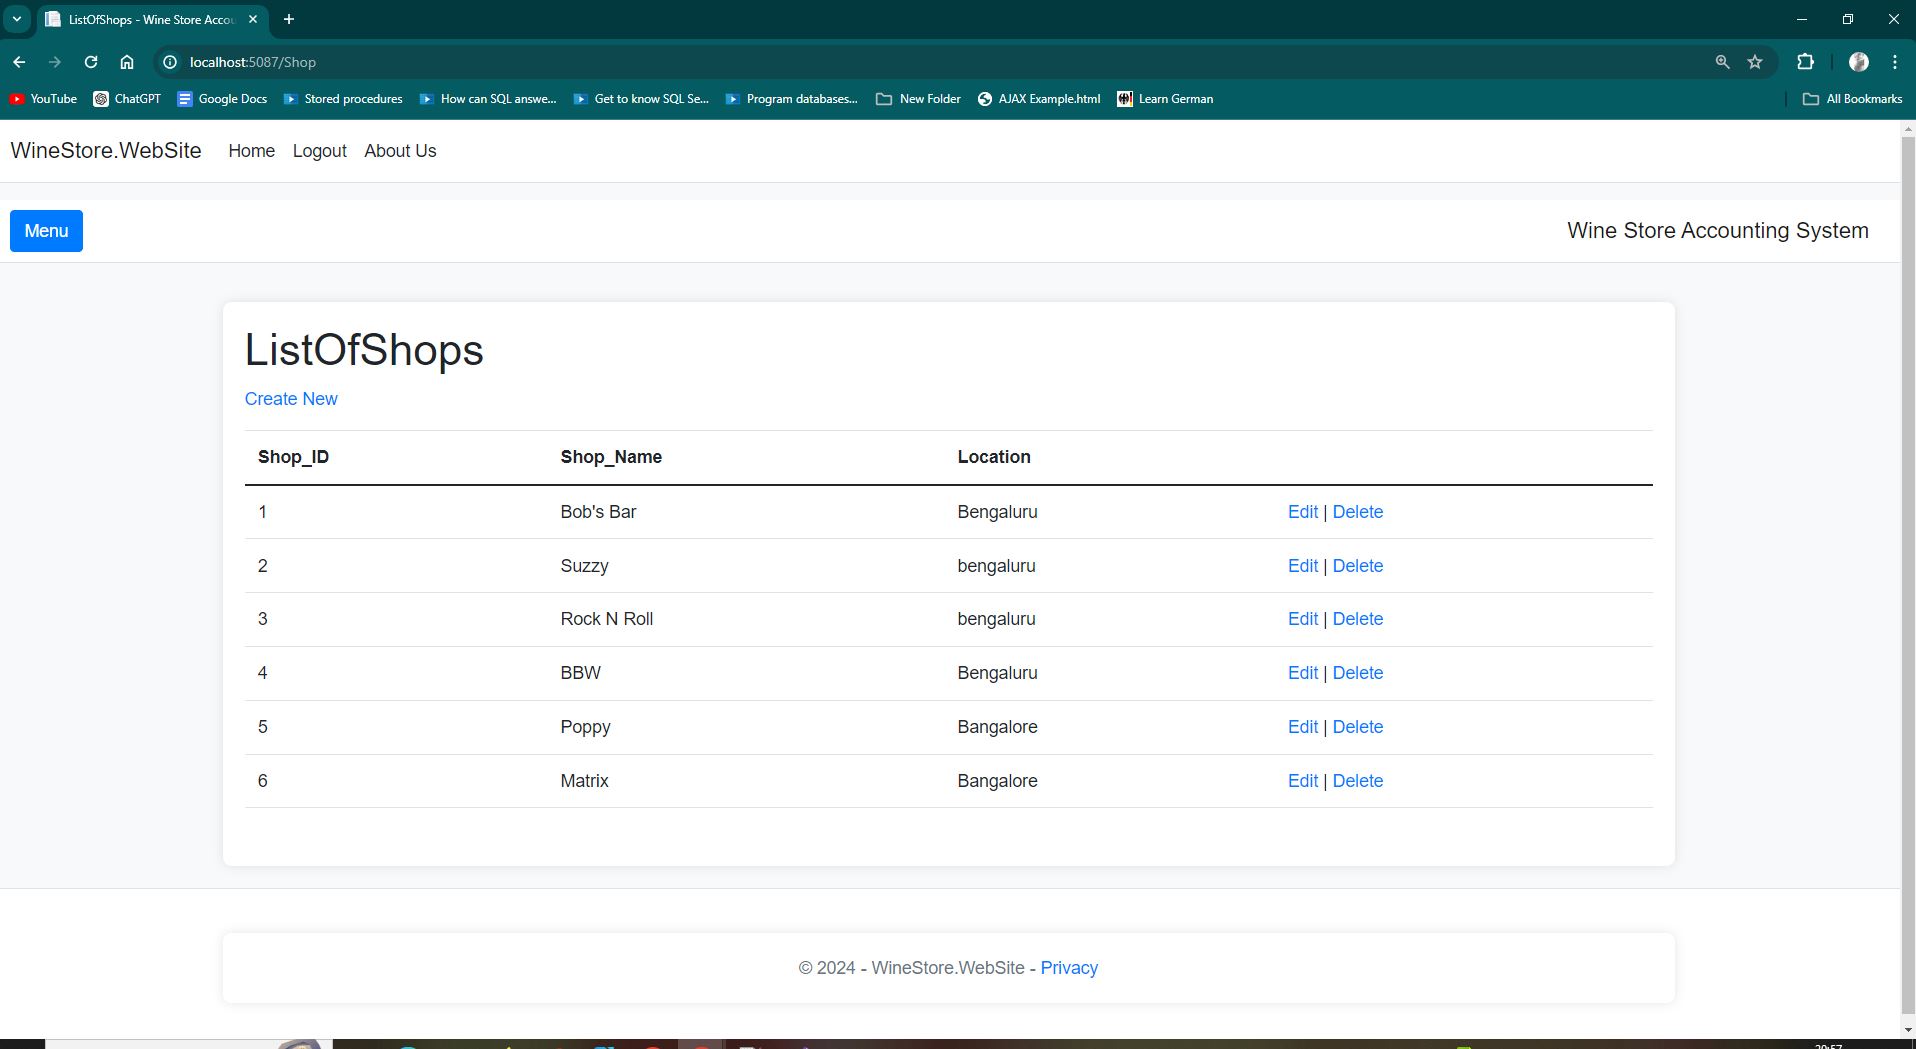 ListOfShops - Wine Store Accou
localhost:5087/Shop
YouTube ChatGPT Google Docs Stored procedures How can SQL answe... Get to know SQL Se... Program databases... New Folder AJAX Example.html Learn German All Bookmarks
WineStore.WebSite Home Logout About Us
Menu Wine Store Accounting System
ListOfShops
Create New
Shop_ID Shop_Name Location
1 Bob's Bar Bengaluru Edit | Delete
2 Suzzy bengaluru Edit | Delete
3 Rock N Roll bengaluru Edit | Delete
4 BBW Bengaluru Edit | Delete
5 Poppy Bangalore Edit | Delete
6 Matrix Bangalore Edit | Delete
© 2024 - WineStore.WebSite - Privacy